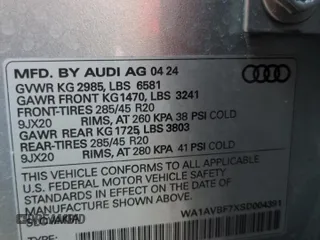 MFD. BY AUDI AG 04 24
GVWR KG 2985, LBS 6581
GAWR FRONT KG1470, LBS 3241
FRONT-TIRES 285/45 R20
9JX20 RIMS, AT 260 KPA 38 PSI COLD
GAWR REAR KG 1725, LBS 3803
REAR-TIRES 285/45 R20
9JX20 RIMS, AT 280 KPA 41 PSI COLD
THIS VEHICLE CONFORMS TO ALL APPLICABLE
U.S. FEDERAL MOTOR VEHICLE SAFETY
THEFT
ON THE DATE OF MANUFACTURE SHOWN ABOVE.
SLOVAKIA WA1AVBF7XSD004391
TYPE: